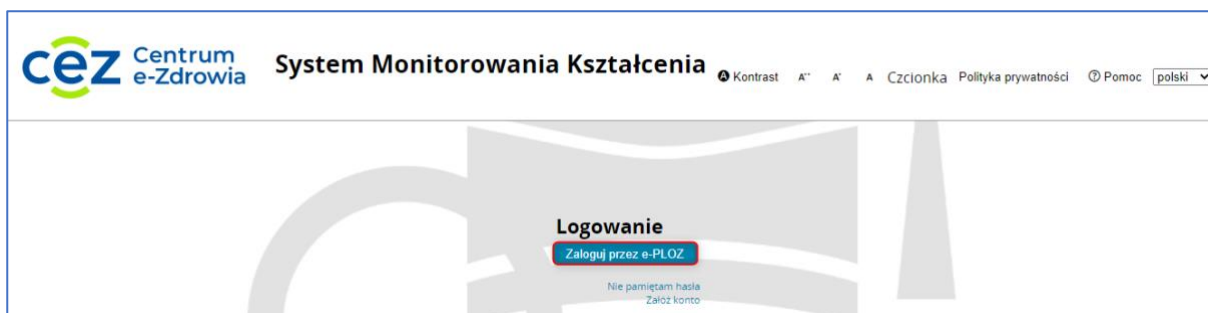 cez Centrum
e-Zdrowia
System Monitorowania Kształcenia
A Kontrast A++ A+ A Czcionka Polityka prywatności ? Pomoc polski
Logowanie
Zaloguj przez e-PLOZ
Nie pamiętam hasła
Załóż konto